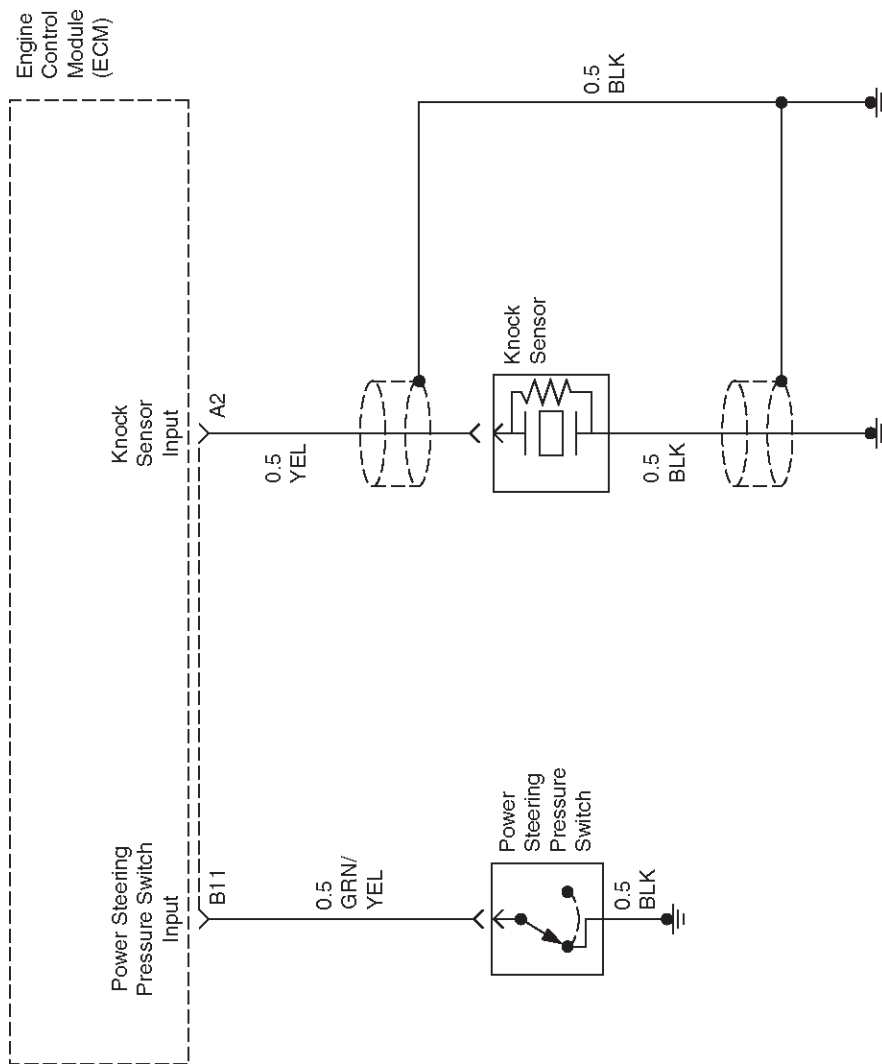 Engine
Control
Module
(ECM)
Power Steering
Pressure Switch
Input
Knock
Sensor
Input
B11
A2
0.5
GRN/
YEL
0.5
YEL
0.5
BLK
Power
Steering
Pressure
Switch
Knock
Sensor
0.5
BLK
0.5
BLK